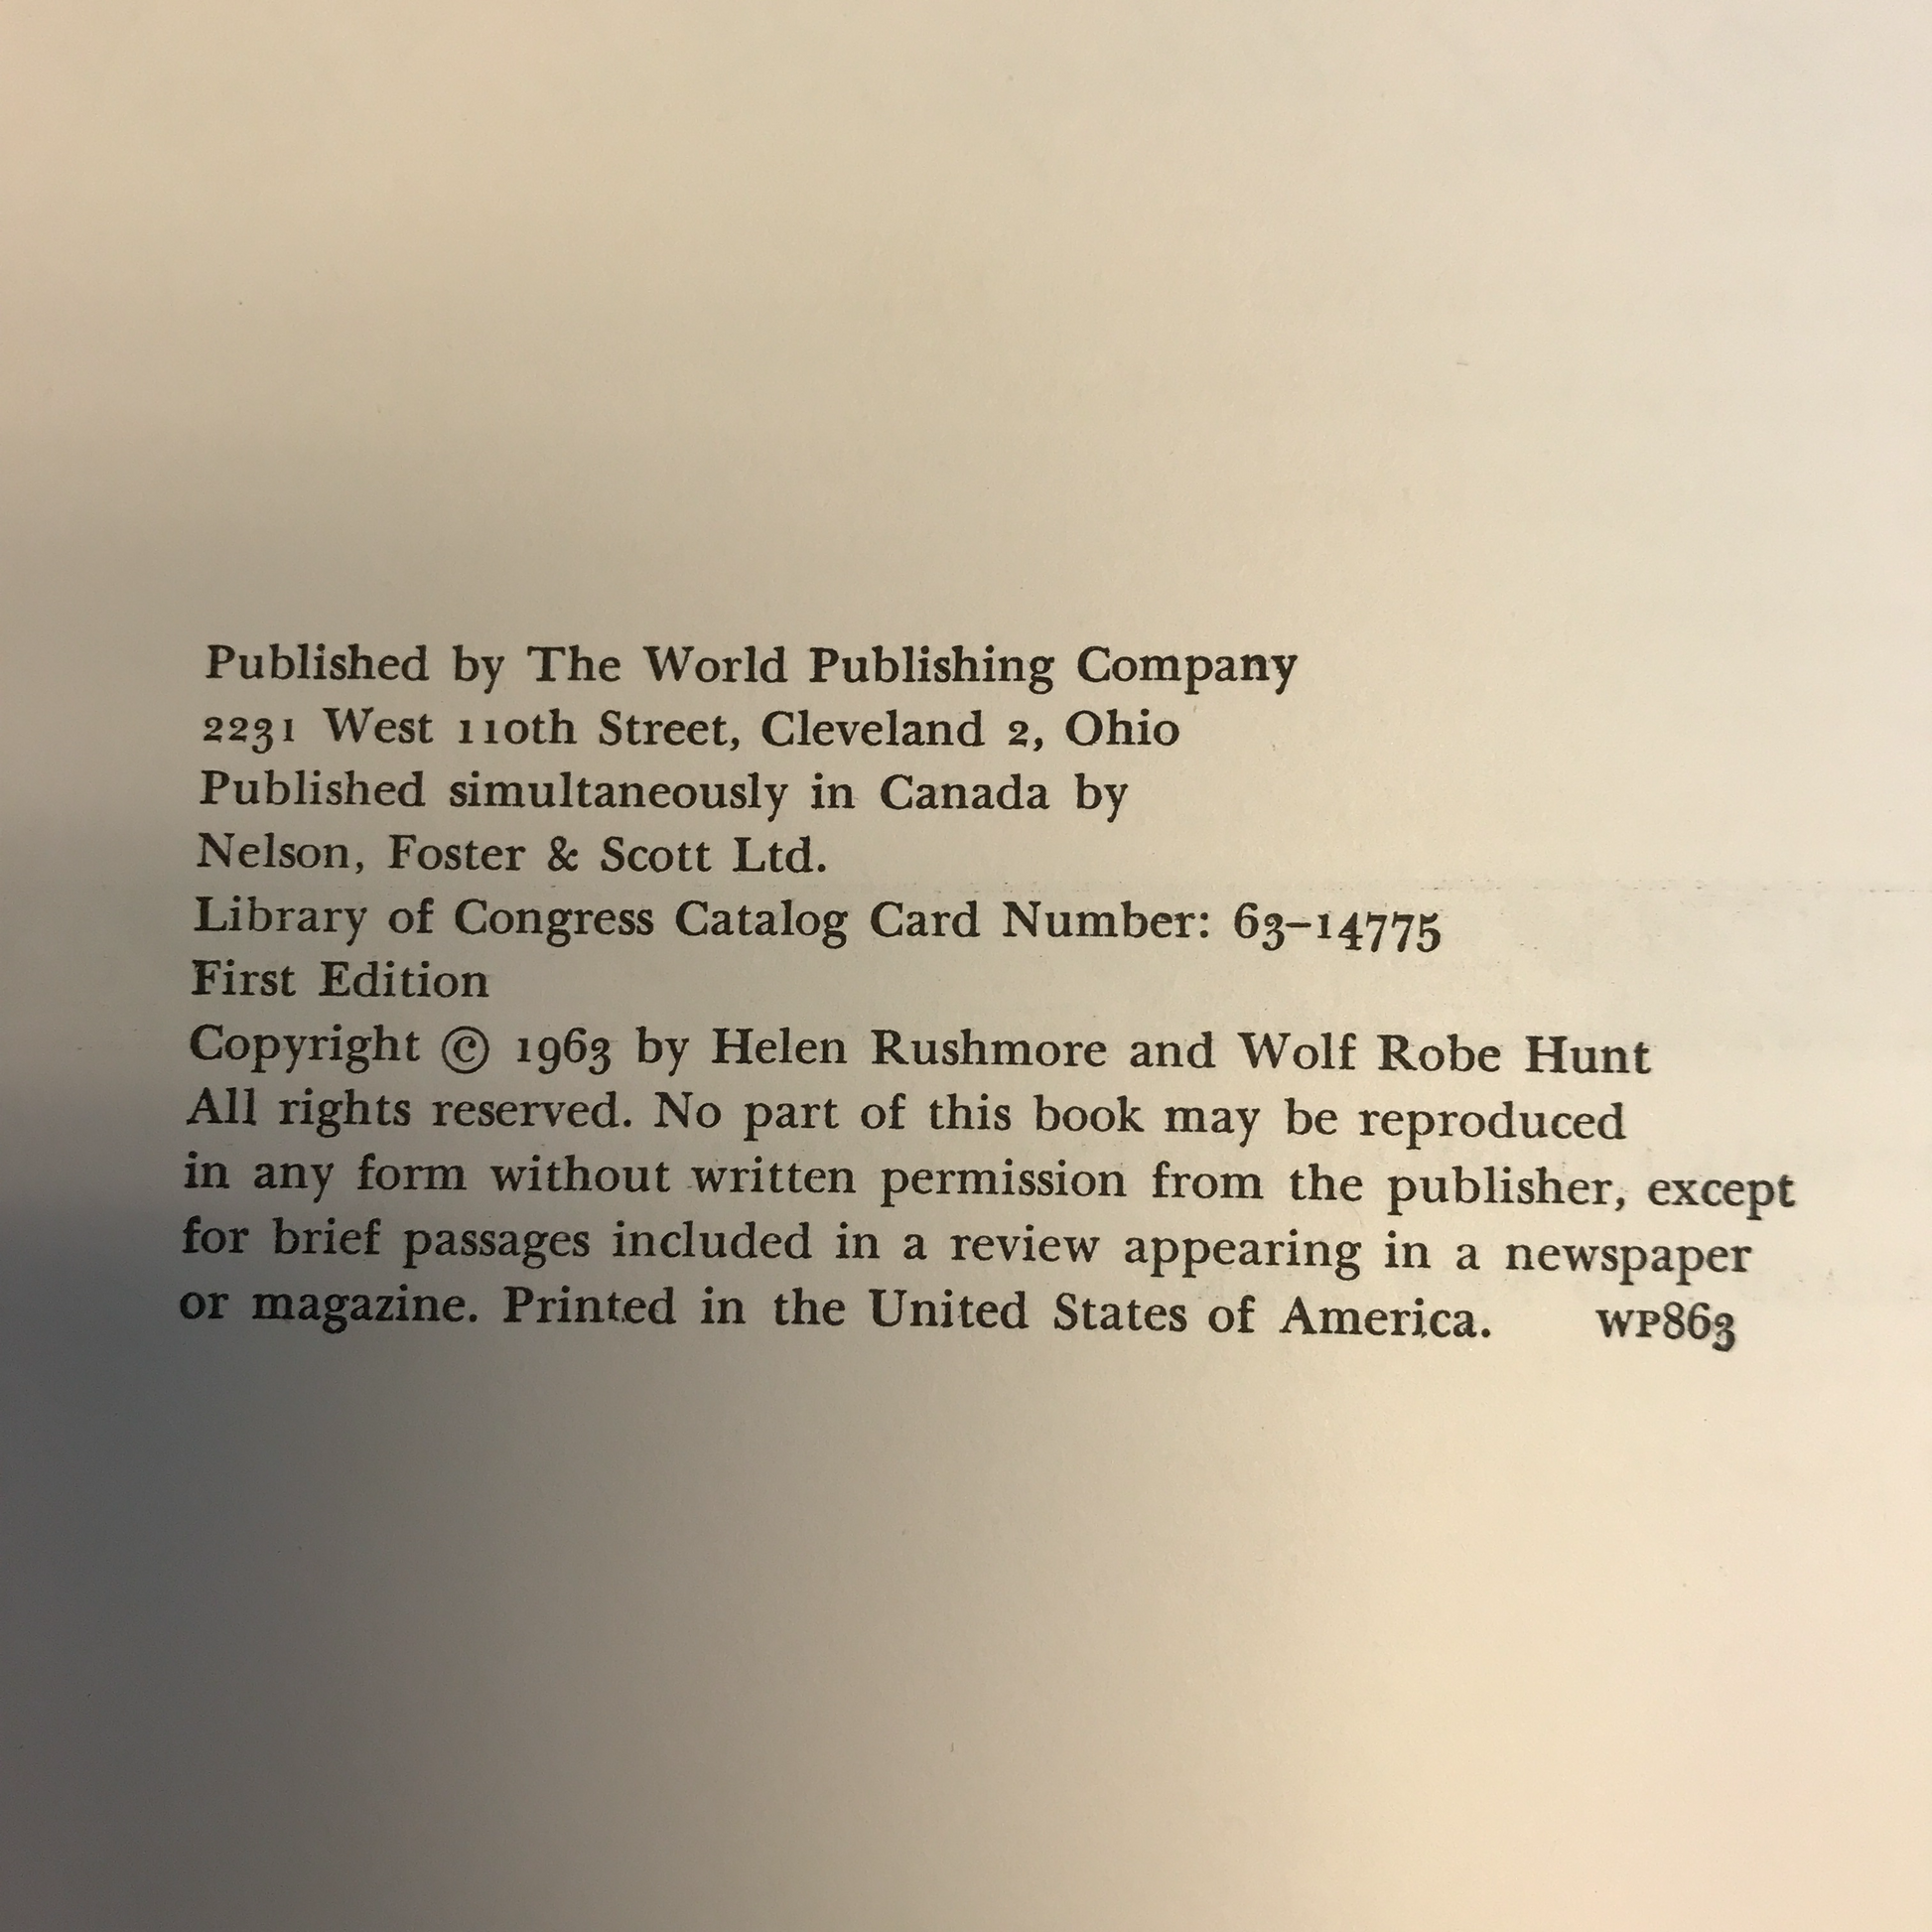 Published by The World Publishing Company
2231 West 110th Street, Cleveland 2, Ohio
Published simultaneously in Canada by
Nelson, Foster & Scott Ltd.
Library of Congress Catalog Card Number: 63–14775
First Edition
Copyright © 1963 by Helen Rushmore and Wolf Robe Hunt
All rights reserved. No part of this book may be reproduced
in any form without written permission from the publisher, except
for brief passages included in a review appearing in a newspaper
or magazine. Printed in the United States of America. WP863